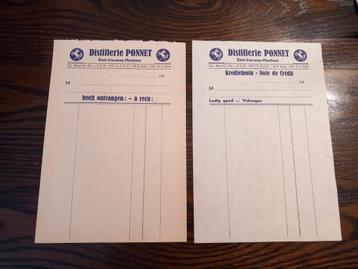 Distillerie PONNET
Sint-Lievens-Houtem
M
heeft ontvangen : - a reçu :
Distillerie PONNET
Sint-Lievens-Houtem
Kredietnota - Note de Crédit
M
Ledig goed — Vidanges